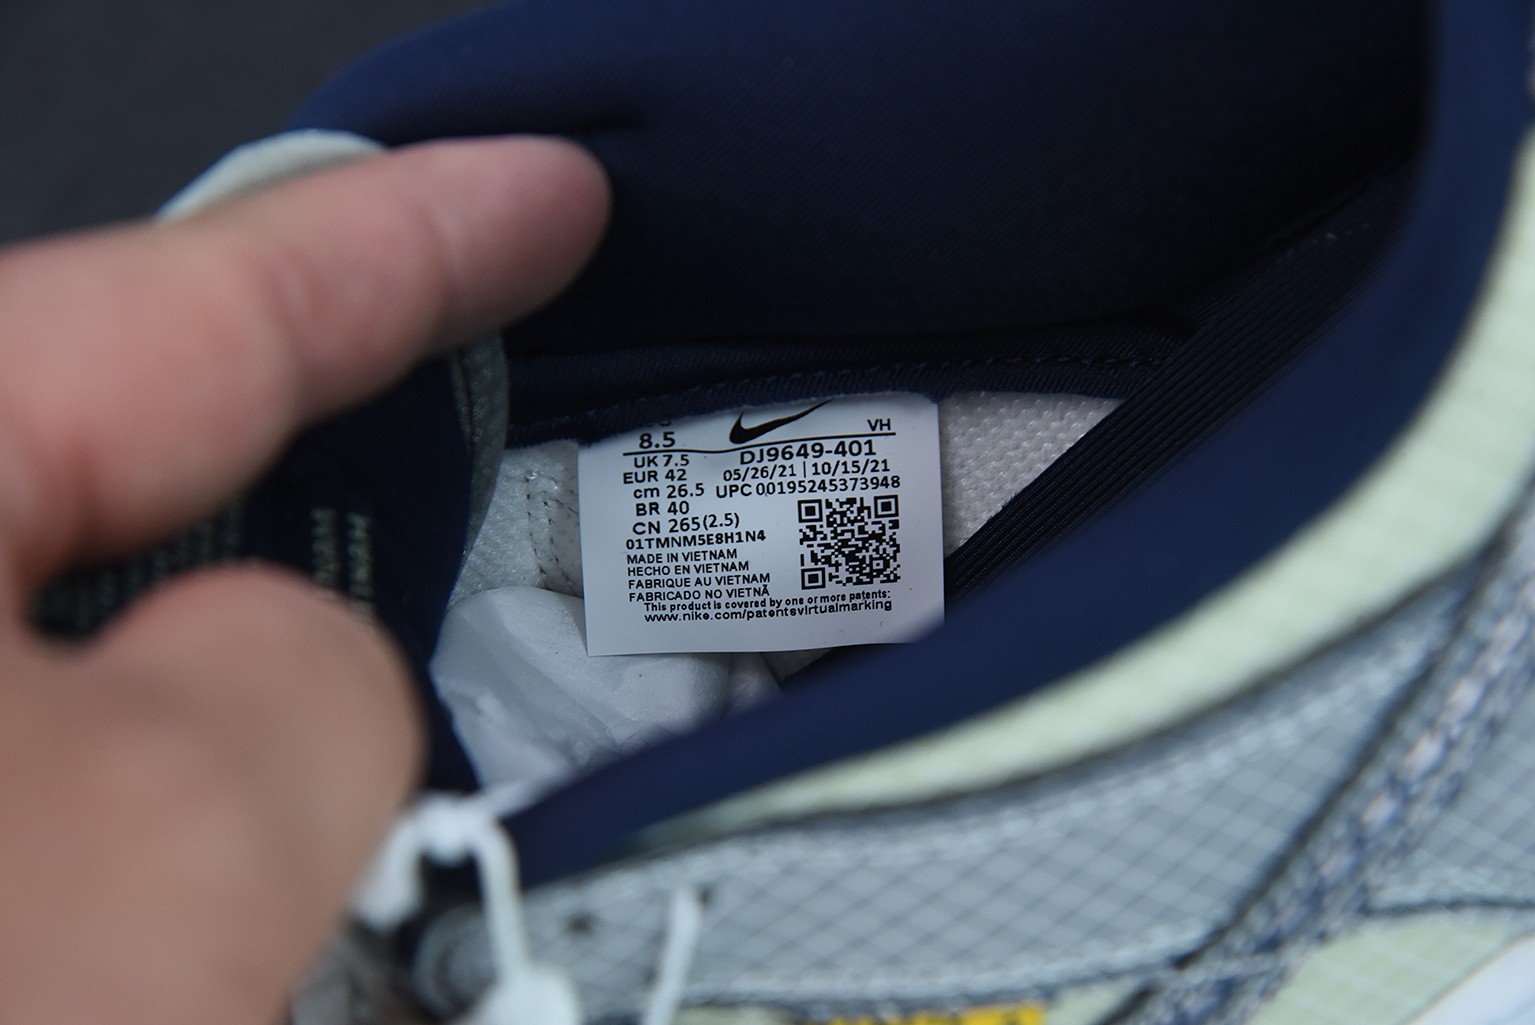 8.5
VH
UK 7.5
DJ9649-401
EUR 42
05/26/21 | 10/15/21
cm 26.5
UPC 00195245373948
BR 40
CN 265(2.5)
01TMNM5E8H1N4
MADE IN VIETNAM
HECHO EN VIETNAM
FABRIQUE AU VIETNAM
FABRICADO NO VIETNÃ
This product is covered by one or more patents:
www.nike.com/patentsvirtualmarking